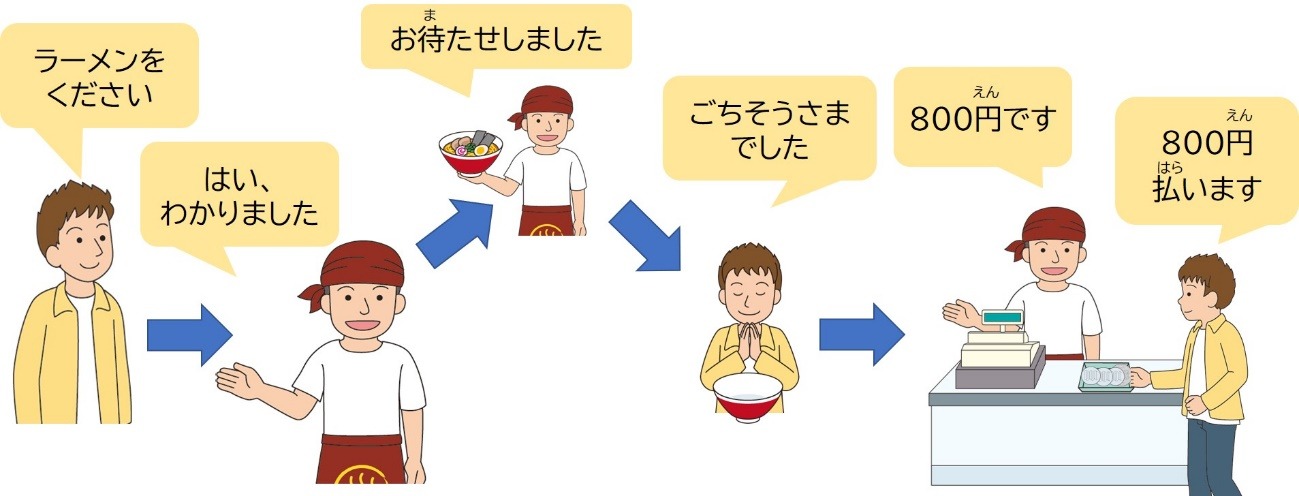 ラーメンを
ください
はい、
わかりました
ま
お待たせしました
ごちそうさま
でした
えん
800円です
えん
800円
はら
払います